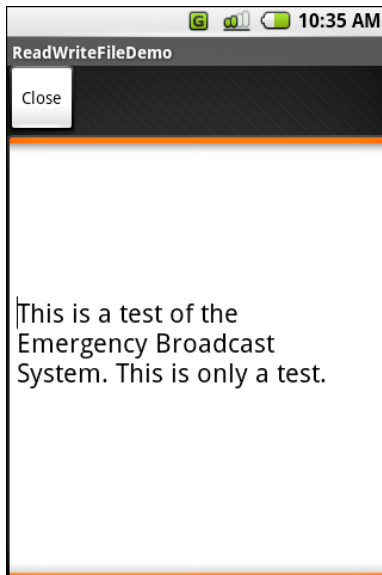 G
10:35 AM
ReadWriteFileDemo
Close
This is a test of the
Emergency Broadcast
System. This is only a test.